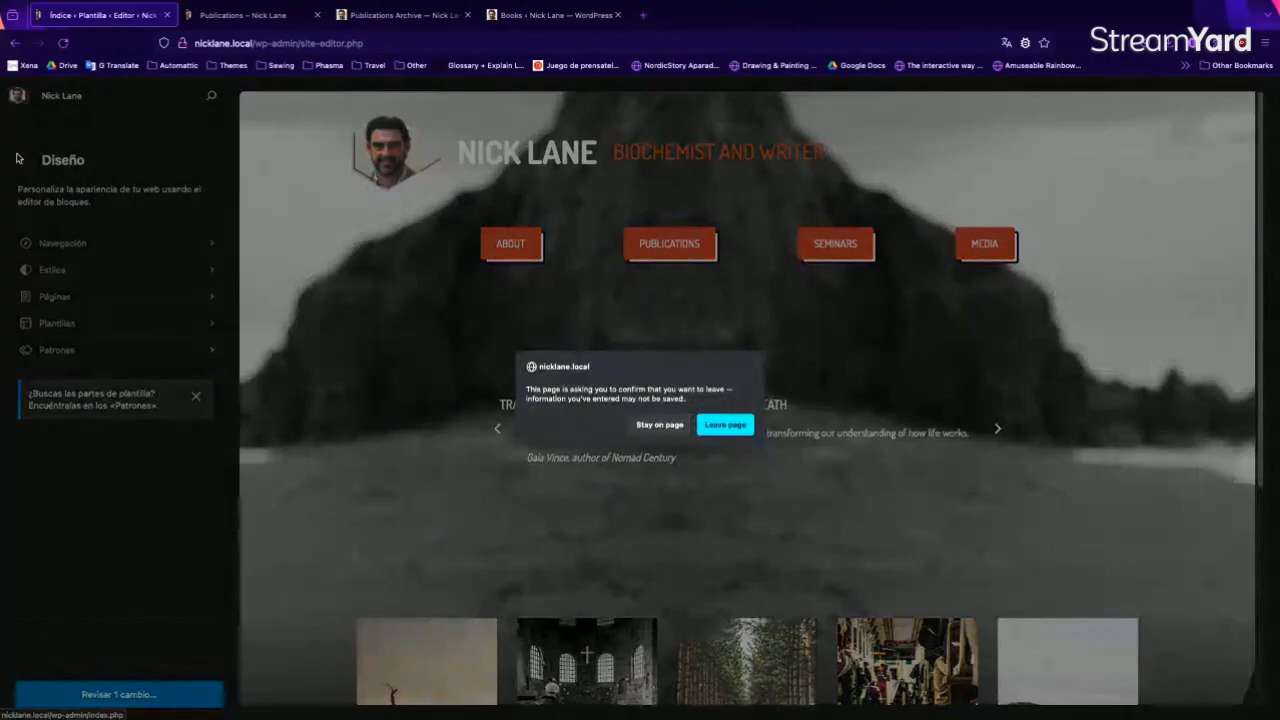 Índice ‹ Plantilla ‹ Editor ‹ Nick
Publications – Nick Lane
Publications Archive — Nick La
Books ‹ Nick Lane — WordPress
nicklane.local/wp-admin/site-editor.php
StreamYard
Xena
Drive
G Translate
Automattic
Themes
Sewing
Phasma
Travel
Other
Glossary + Explain L...
Juego de prensatel...
NordicStory Aparad...
Drawing & Painting ...
Google Docs
The interactive way ...
Amuseable Rainbow...
Other Bookmarks
Nick Lane
Diseño
Personaliza la apariencia de tu web usando el
editor de bloques.
Navegación
Estilos
Páginas
Plantillas
Patrones
¿Buscas las partes de plantilla?
Encuéntralas en los «Patrones».
Revisar 1 cambio...
nicklane.local/wp-admin/index.php
NICK LANE
BIOCHEMIST AND WRITER
ABOUT
PUBLICATIONS
SEMINARS
MEDIA
nicklane.local
This page is asking you to confirm that you want to leave —
information you've entered may not be saved.
Stay on page
Leave page
transforming our understanding of how life works.
Gaia Vince, author of Nomad Century